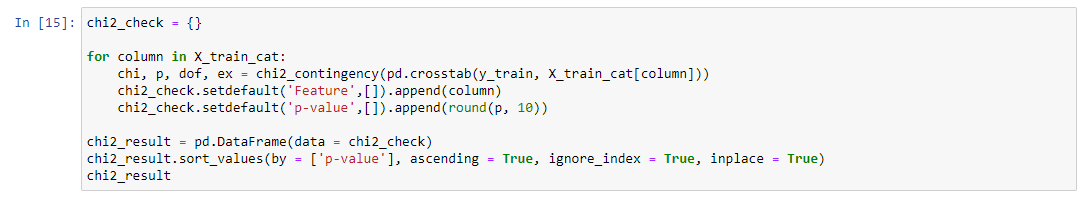 In [15]: chi2_check = {}
for column in X_train_cat:
    chi, p, dof, ex = chi2_contingency(pd.crosstab(y_train, X_train_cat[column]))
    chi2_check.setdefault('Feature',[]).append(column)
    chi2_check.setdefault('p-value',[]).append(round(p, 10))
chi2_result = pd.DataFrame(data = chi2_check)
chi2_result.sort_values(by = ['p-value'], ascending = True, ignore_index = True, inplace = True)
chi2_result